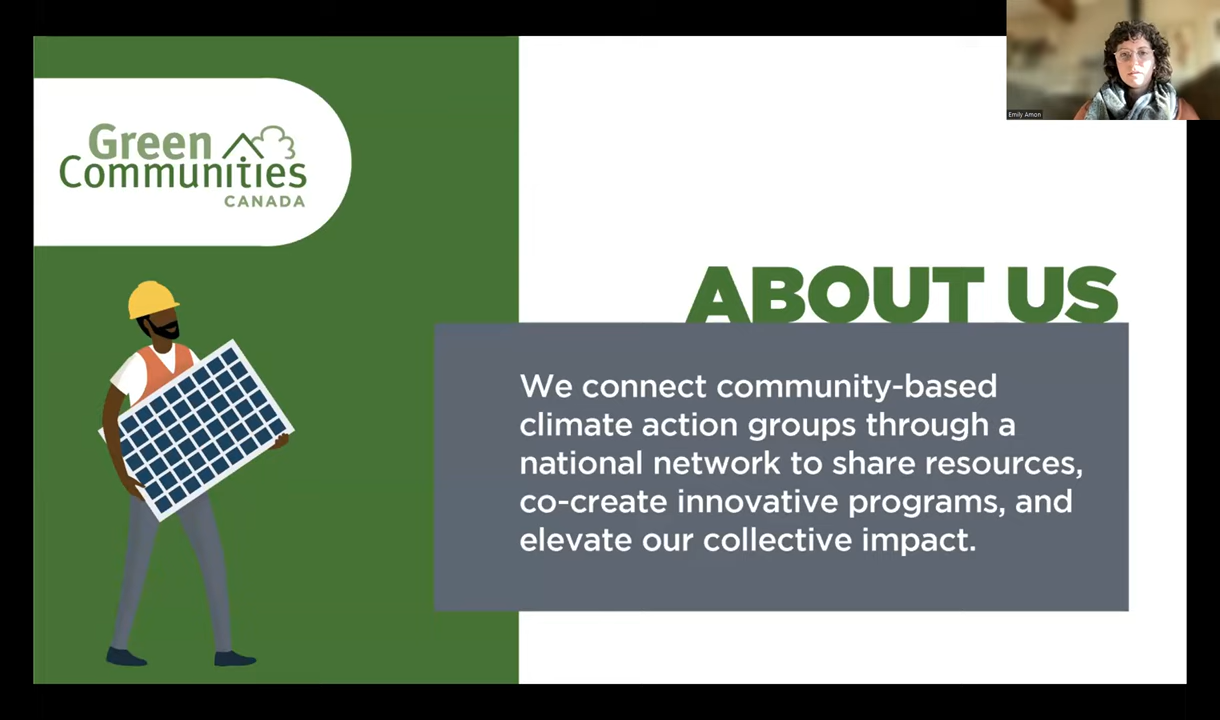 Emily Amon
Green
Communities
CANADA
ABOUT US
We connect community-based
climate action groups through a
national network to share resources,
co-create innovative programs, and
elevate our collective impact.